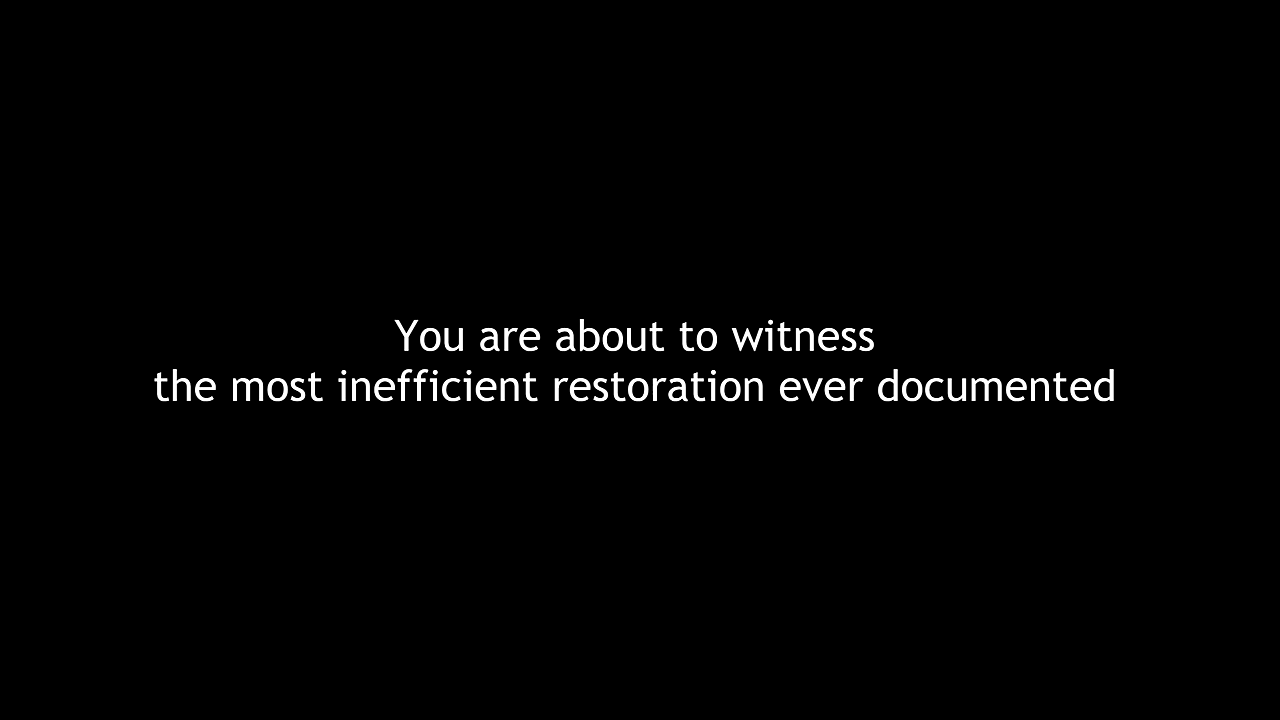 You are about to witness
the most inefficient restoration ever documented